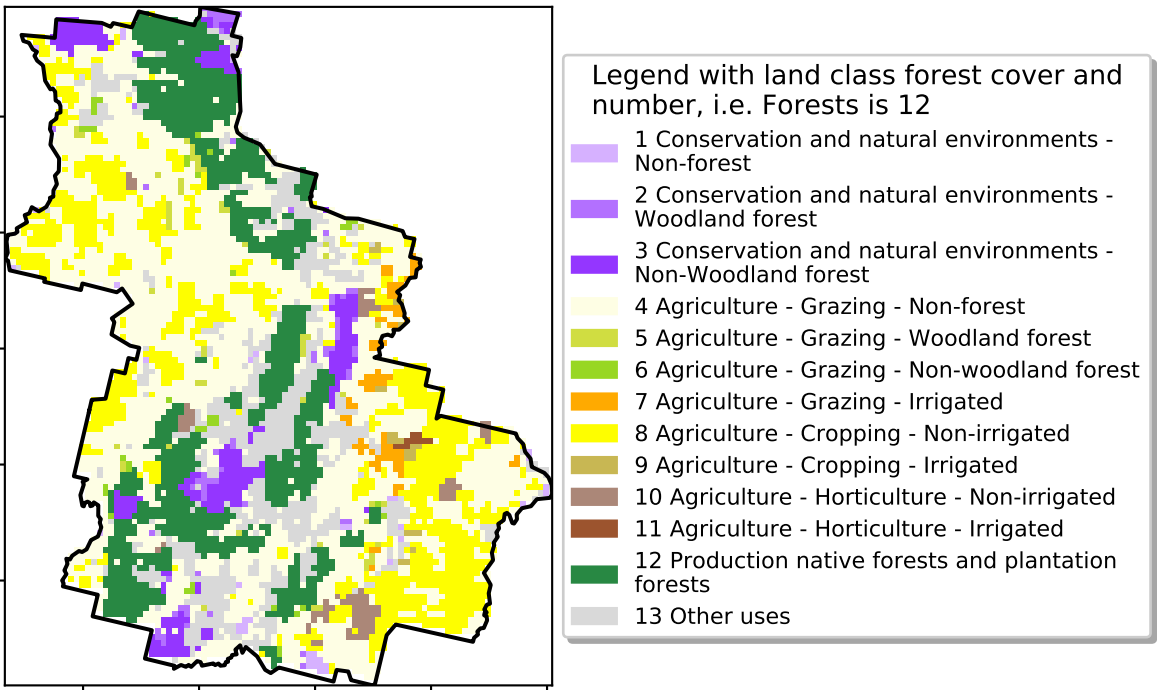 Legend with land class forest cover and
number, i.e. Forests is 12
1 Conservation and natural environments -
Non-forest
2 Conservation and natural environments -
Woodland forest
3 Conservation and natural environments -
Non-Woodland forest
4 Agriculture - Grazing - Non-forest
5 Agriculture - Grazing - Woodland forest
6 Agriculture - Grazing - Non-woodland forest
7 Agriculture - Grazing - Irrigated
8 Agriculture - Cropping - Non-irrigated
9 Agriculture - Cropping - Irrigated
10 Agriculture - Horticulture - Non-irrigated
11 Agriculture - Horticulture - Irrigated
12 Production native forests and plantation
forests
13 Other uses